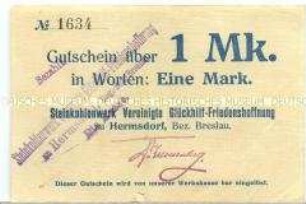 № 1634
Gutschein über 1 Mk.
in Worten: Eine Mark.
Steinkohlenwerk Vereinigte Glückhilf-Friedenshoffnung
zu Hermsdorf, Bez. Breslau.
Dieser Gutschein wird von unserer Werkskasse bar eingelöst.